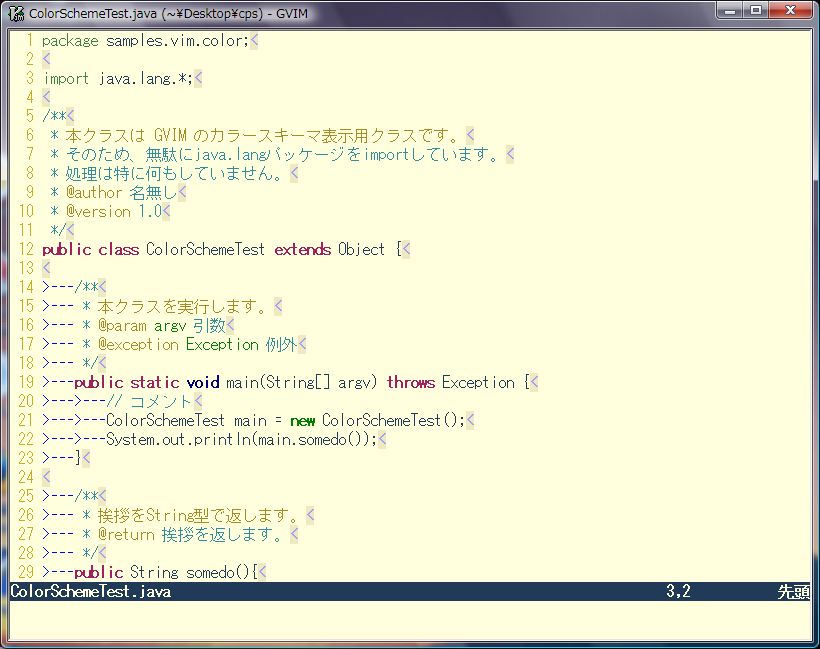 ColorSchemeTest.java (~¥Desktop¥cps) - GVIM
1 package samples.vim.color;<
2 <
3 import java.lang.*;<
4 <
5 /**<
6  * 本クラスは GVIM のカラースキーマ表示用クラスです。<
7  * そのため、無駄にjava.langパッケージをimportしています。<
8  * 処理は特に何もしていません。<
9  * @author 名無し<
10  * @version 1.0<
11  */<
12 public class ColorSchemeTest extends Object {<
13 <
14 >---/**<
15 >--- * 本クラスを実行します。<
16 >--- * @param argv 引数<
17 >--- * @exception Exception 例外<
18 >--- */<
19 >---public static void main(String[] argv) throws Exception {<
20 >--->---// コメント<
21 >--->---ColorSchemeTest main = new ColorSchemeTest();<
22 >--->---System.out.println(main.somedo());<
23 >---}<
24 <
25 >---/**<
26 >--- * 挨拶をString型で返します。<
27 >--- * @return 挨拶を返します。<
28 >--- */<
29 >---public String somedo(){<
ColorSchemeTest.java 3,2 先頭